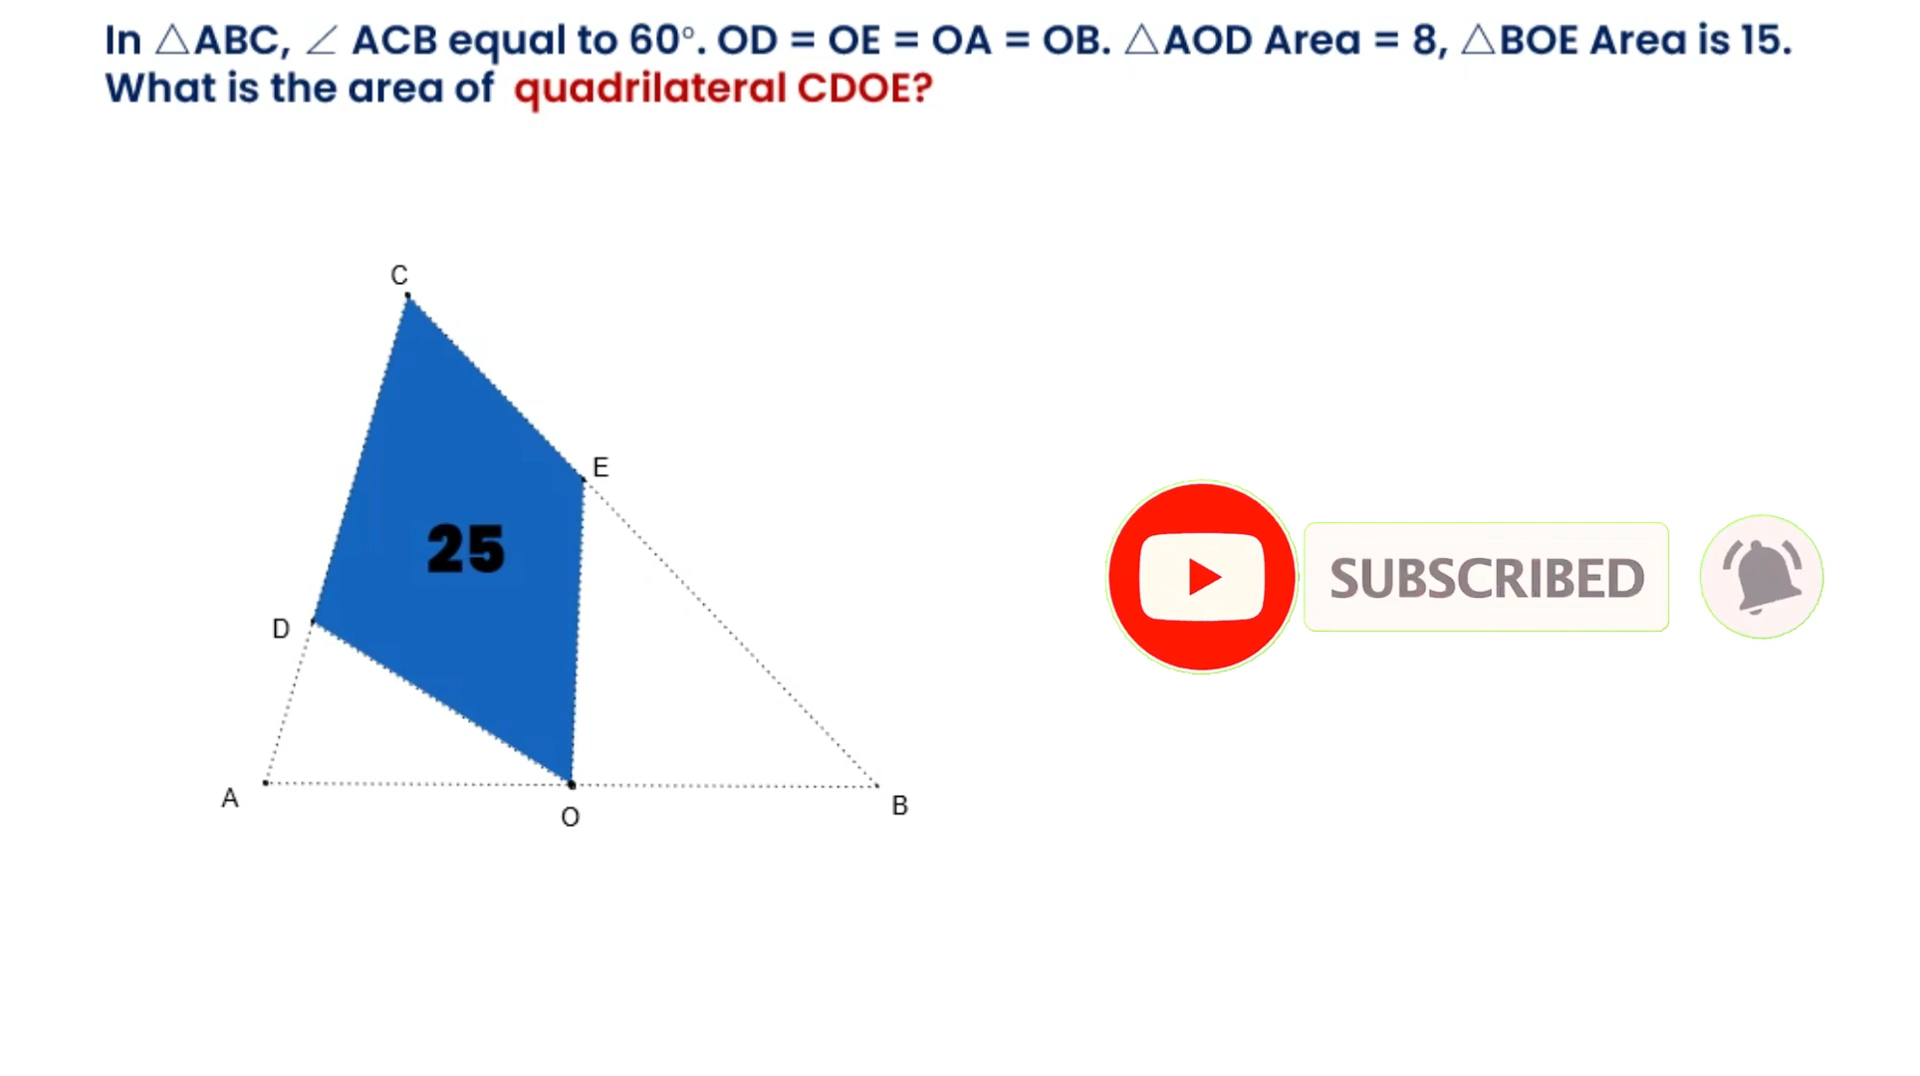 In △ABC, ∠ ACB equal to 60°. OD = OE = OA = OB. △AOD Area = 8, △BOE Area is 15.
What is the area of quadrilateral CDOE?
C
E
25
SUBSCRIBED
D
A
O
B